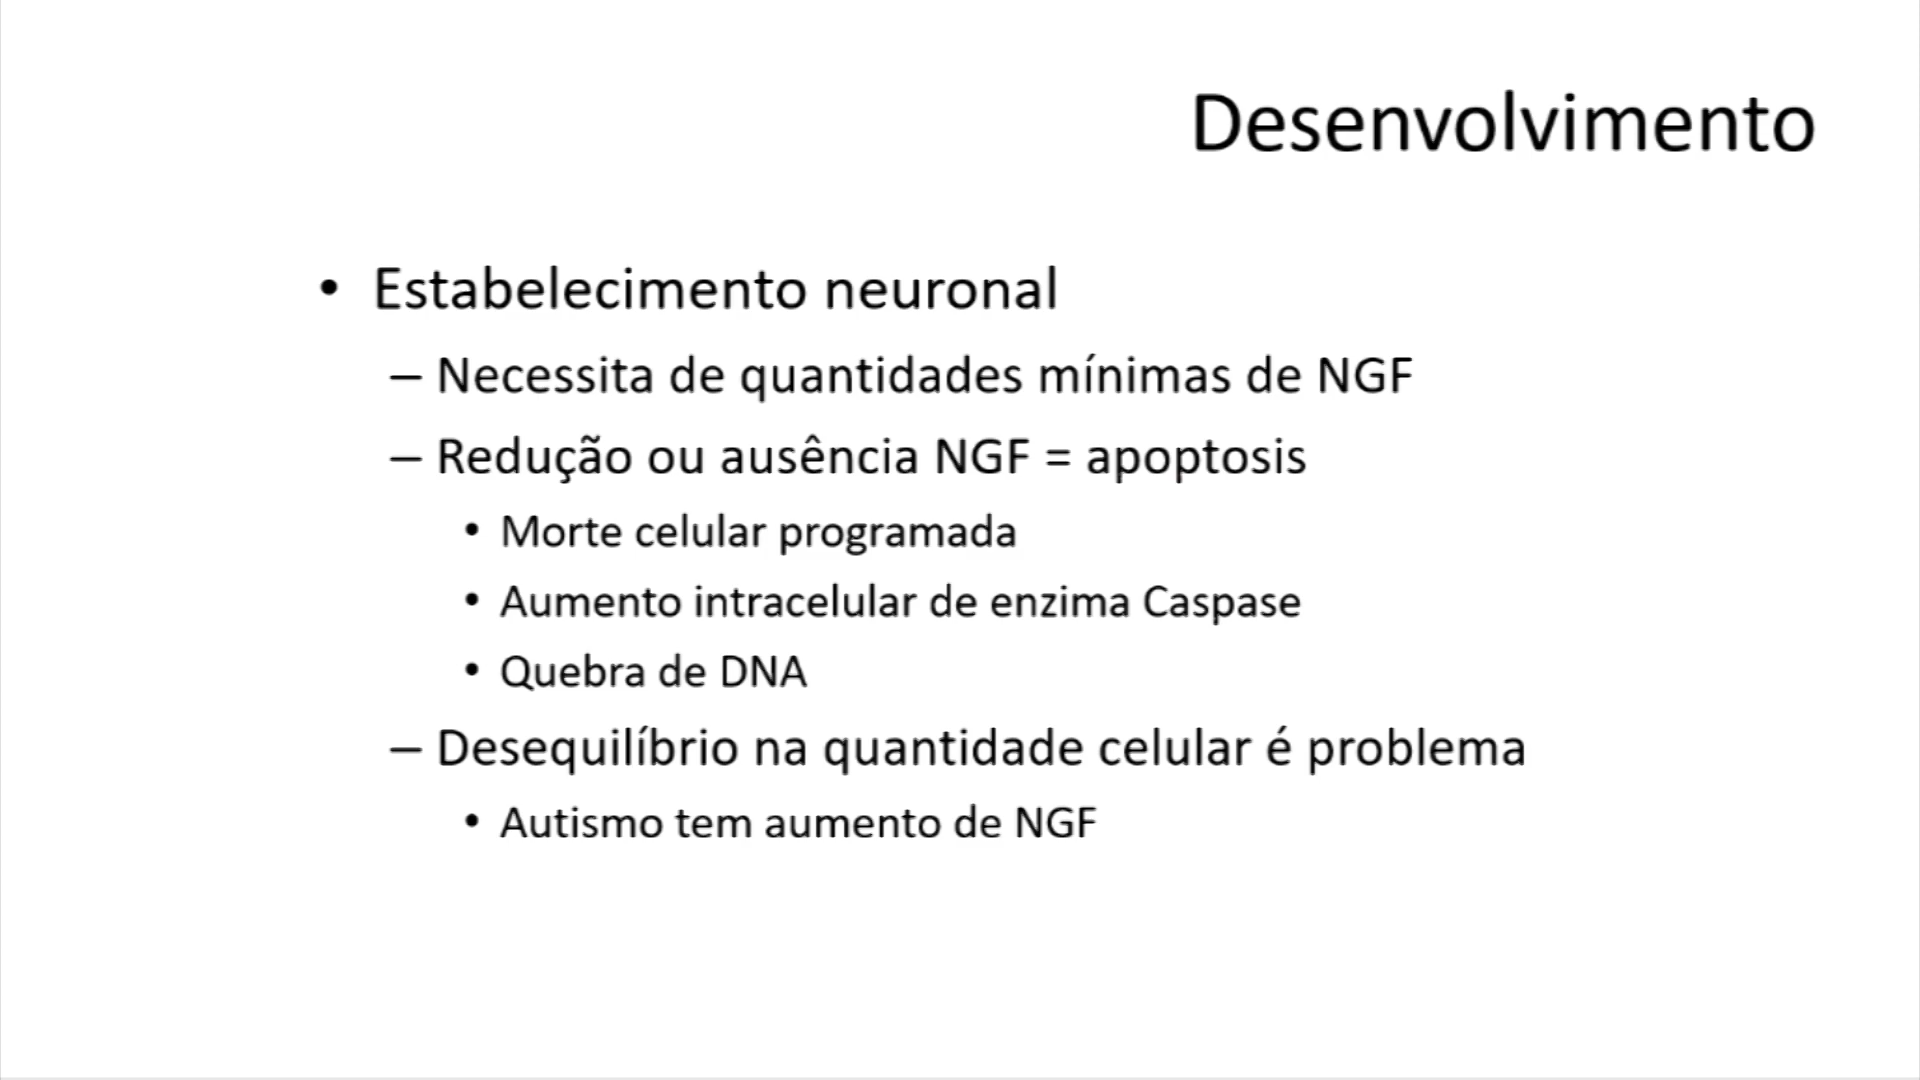 Desenvolvimento
• Estabelecimento neuronal
– Necessita de quantidades mínimas de NGF
– Redução ou ausência NGF = apoptosis
• Morte celular programada
• Aumento intracelular de enzima Caspase
• Quebra de DNA
– Desequilíbrio na quantidade celular é problema
• Autismo tem aumento de NGF